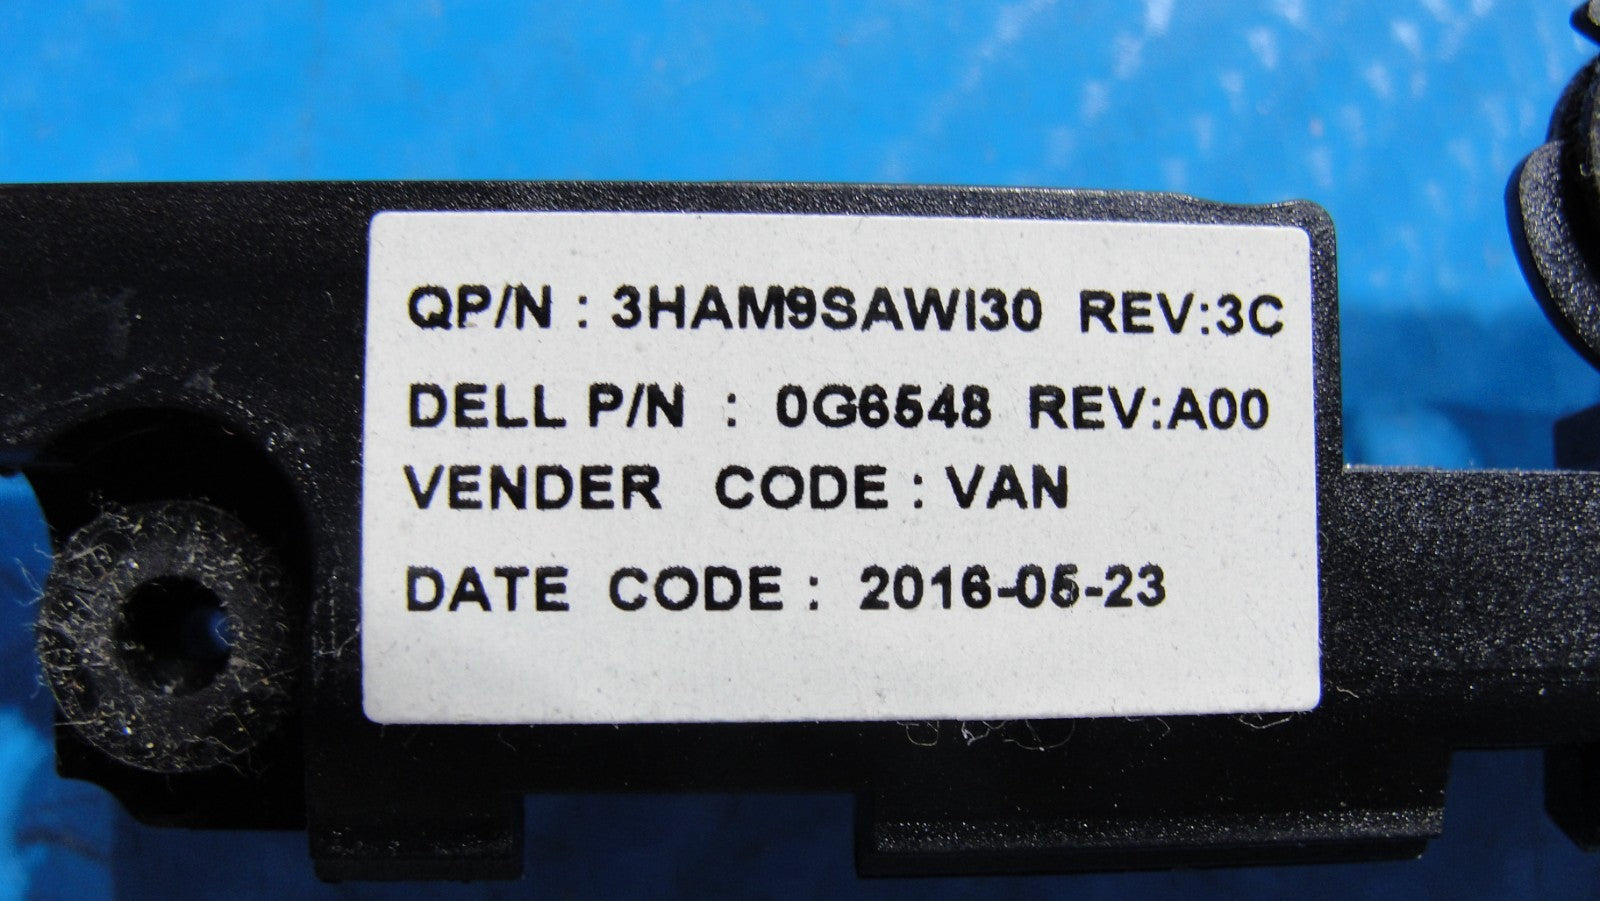 QP/N : 3HAM9SAWI30 REV:3C
DELL P/N : 0G6548 REV:A00
VENDER CODE : VAN
DATE CODE : 2016-05-23